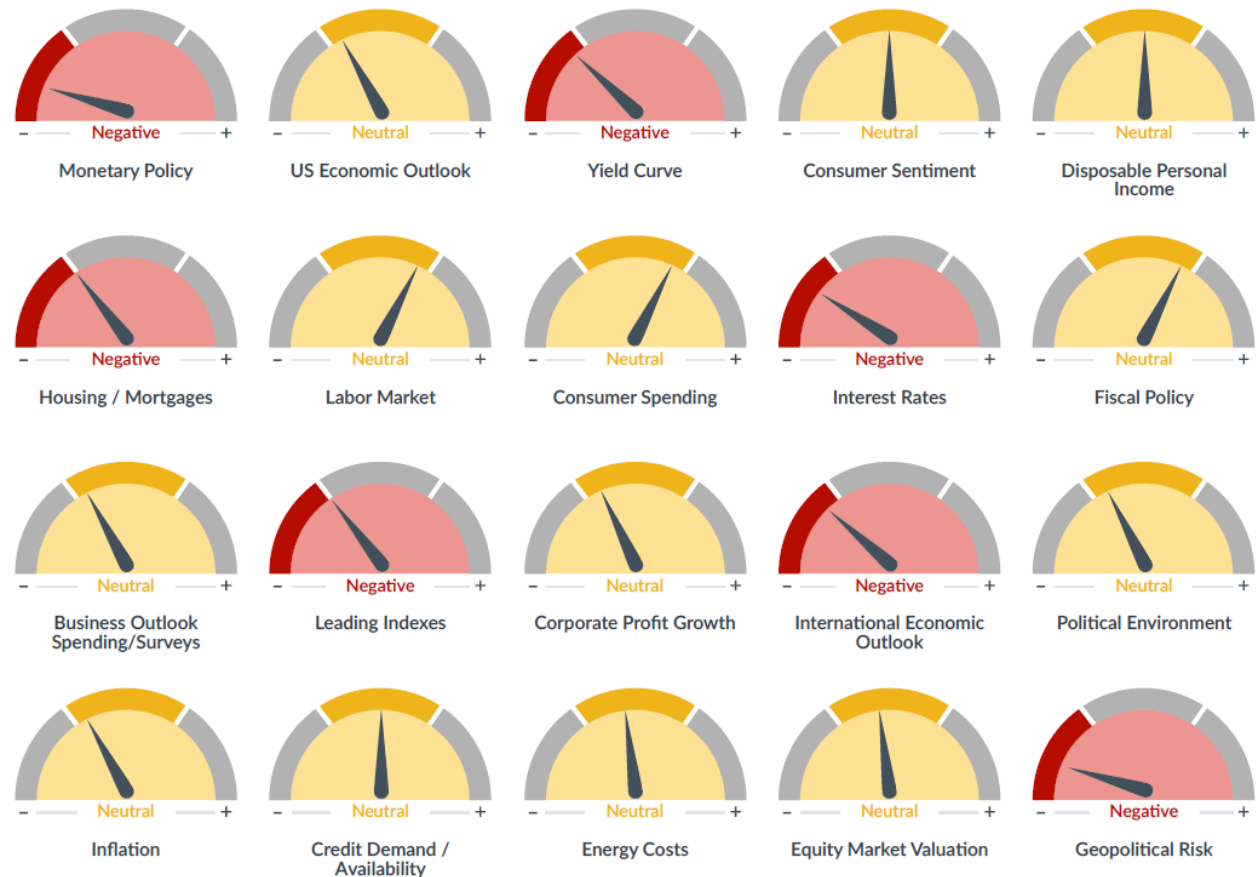 - Negative +
- Neutral +
- Negative +
- Neutral +
- Neutral +
Monetary Policy
US Economic Outlook
Yield Curve
Consumer Sentiment
Disposable Personal
Income
- Negative +
- Neutral +
- Neutral +
- Negative +
- Neutral +
Housing / Mortgages
Labor Market
Consumer Spending
Interest Rates
Fiscal Policy
- Neutral +
- Negative +
- Neutral +
- Negative +
- Neutral +
Business Outlook
Spending/Surveys
Leading Indexes
Corporate Profit Growth
International Economic
Outlook
Political Environment
- Neutral +
- Neutral +
- Neutral +
- Neutral +
- Negative +
Inflation
Credit Demand /
Availability
Energy Costs
Equity Market Valuation
Geopolitical Risk